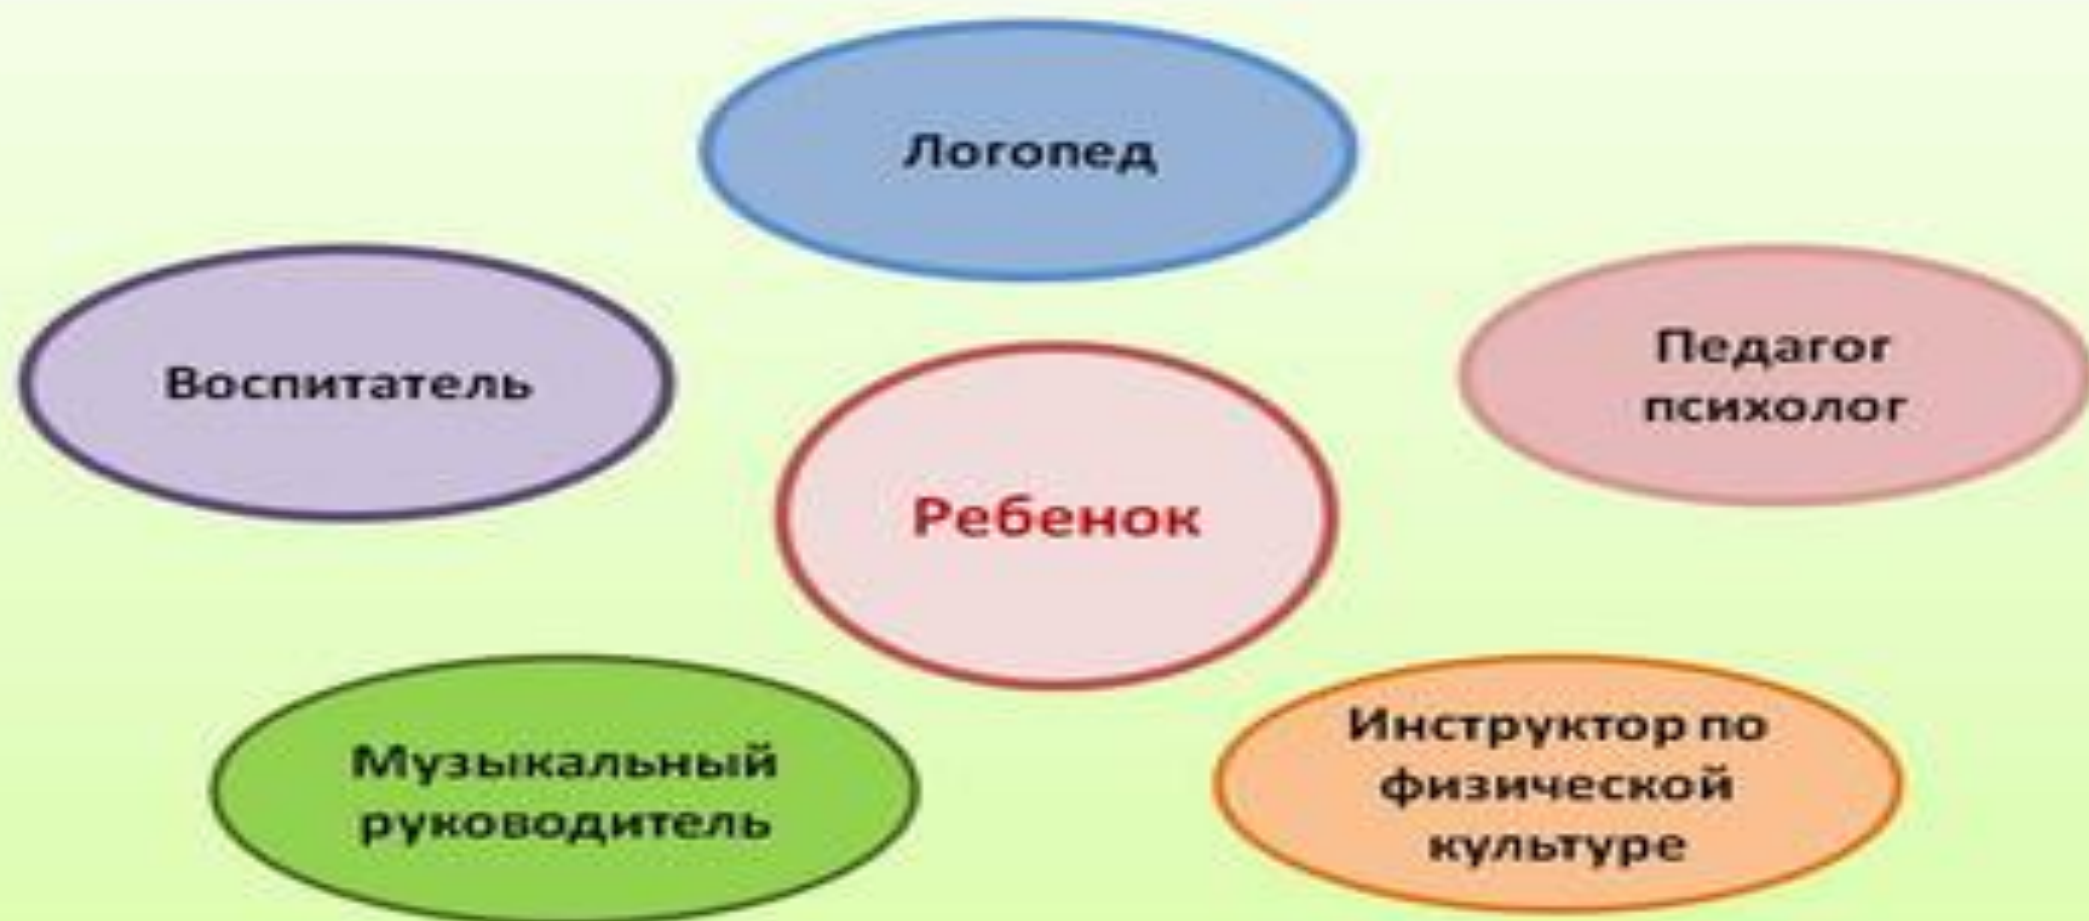 Логопед
Воспитатель
Педагог
психолог
Ребенок
Музыкальный
руководитель
Инструктор по
физической
культуре